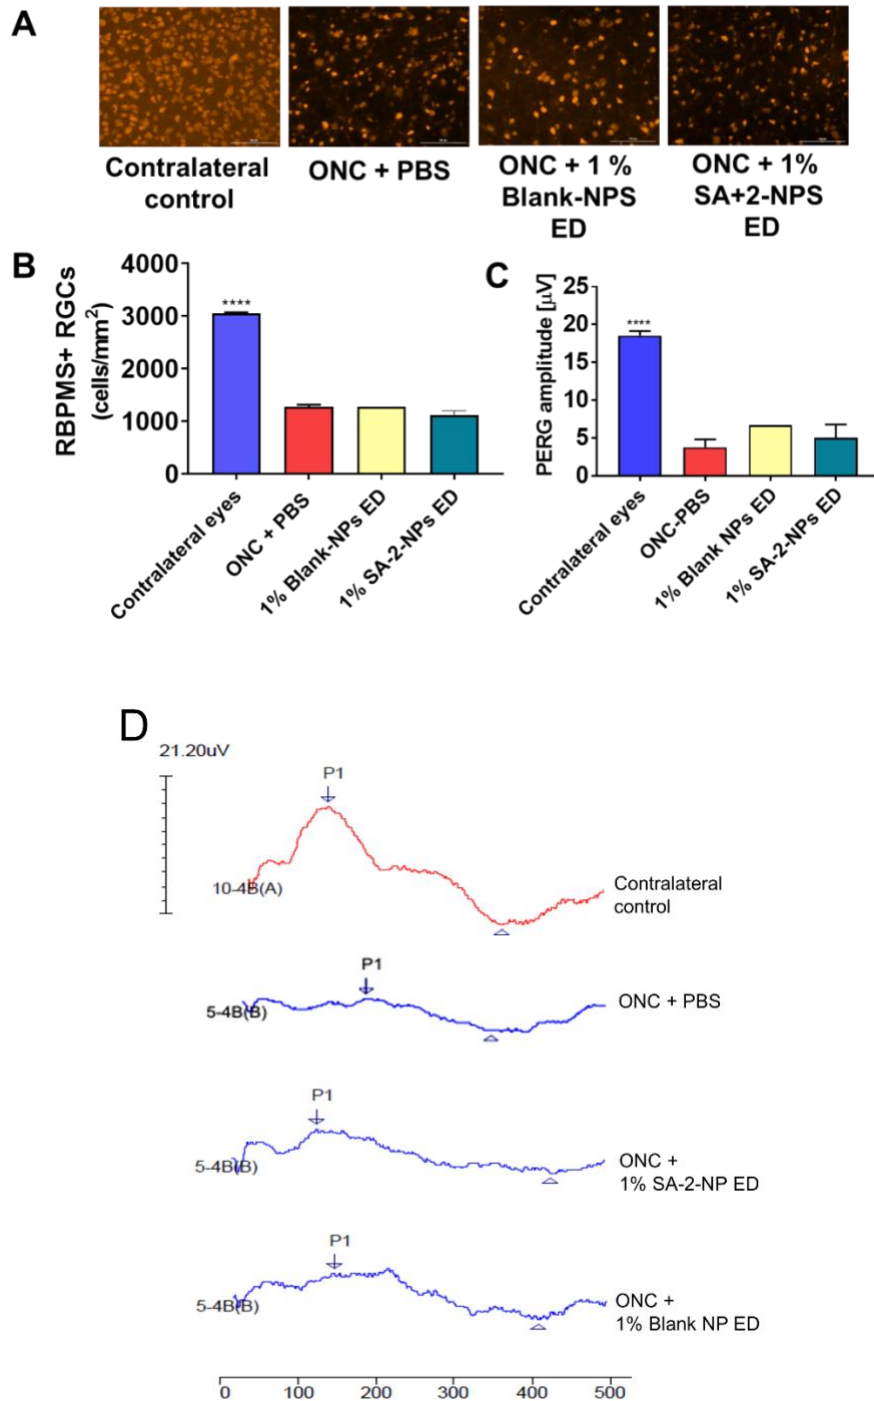 A
Contralateral
control
ONC + PBS
ONC + 1 %
Blank-NPS
ED
ONC + 1%
SA+2-NPS
ED
B
RBPMS+ RGCs
(cells/mm²)
4000
3000
2000
1000
0
****
Contralateral eyes
ONC + PBS
1% Blank-NPs ED
1% SA-2-NPs ED
C
PERG amplitude [µV]
25
20
15
10
5
0
****
Contralateral eyes
ONC-PBS
1% Blank NPs ED
1% SA-2-NPs ED
D
21.20uV
P1
10-4B(A)
Contralateral
control
P1
5-4B(B)
ONC + PBS
P1
5-4B(B)
ONC +
1% SA-2-NP ED
P1
5-4B(B)
ONC +
1% Blank NP ED
0 100 200 300 400 500